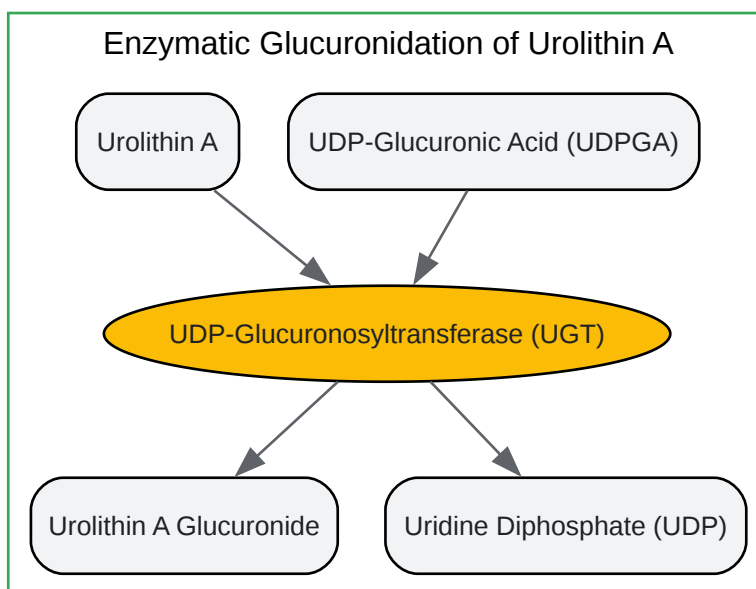 Enzymatic Glucuronidation of Urolithin A
Urolithin A
UDP-Glucuronic Acid (UDPGA)
UDP-Glucuronosyltransferase (UGT)
Urolithin A Glucuronide
Uridine Diphosphate (UDP)